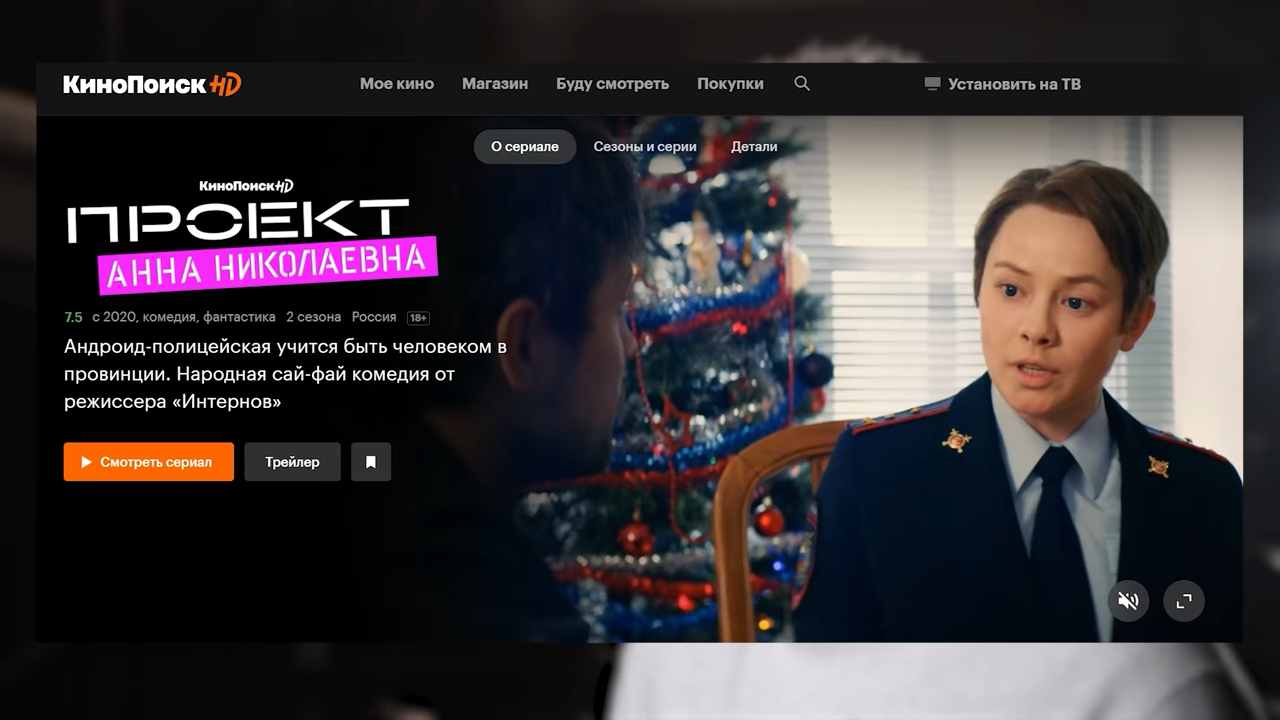 КиноПоиск HD
Мое кино Магазин Буду смотреть Покупки Установить на ТВ
О сериале Сезоны и серии Детали
КиноПоиск HD
ПРОЕКТ
АННА НИКОЛАЕВНА
7.5 с 2020, комедия, фантастика 2 сезона Россия 18+
Андроид-полицейская учится быть человеком в
провинции. Народная сай-фай комедия от
режиссера «Интернов»
Смотреть сериал Трейлер